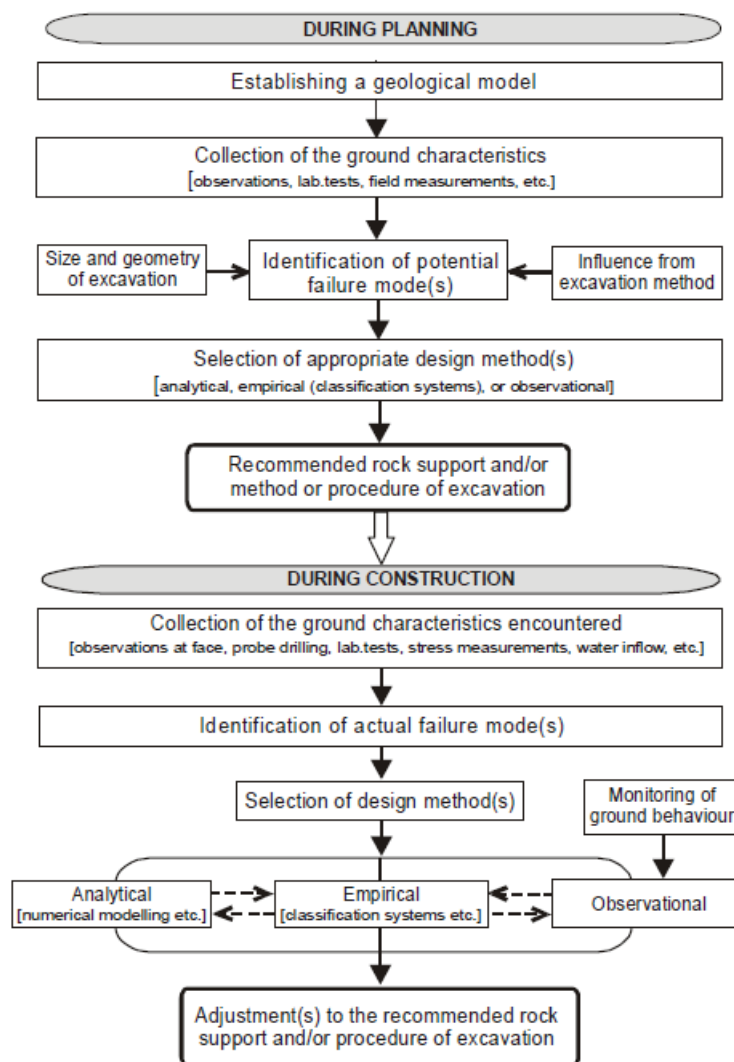 DURING PLANNING
Establishing a geological model
Collection of the ground characteristics
[observations, lab.tests, field measurements, etc.]
Size and geometry
of excavation
Identification of potential
failure mode(s)
Influence from
excavation method
Selection of appropriate design method(s)
[analytical, empirical (classification systems), or observational]
Recommended rock support and/or
method or procedure of excavation
DURING CONSTRUCTION
Collection of the ground characteristics encountered
[observations at face, probe drilling, lab.tests, stress measurements, water inflow, etc.]
Identification of actual failure mode(s)
Selection of design method(s)
Monitoring of
ground behaviour
Analytical
[numerical modelling etc.]
Empirical
[classification systems etc.]
Observational
Adjustment(s) to the recommended rock
support and/or procedure of excavation